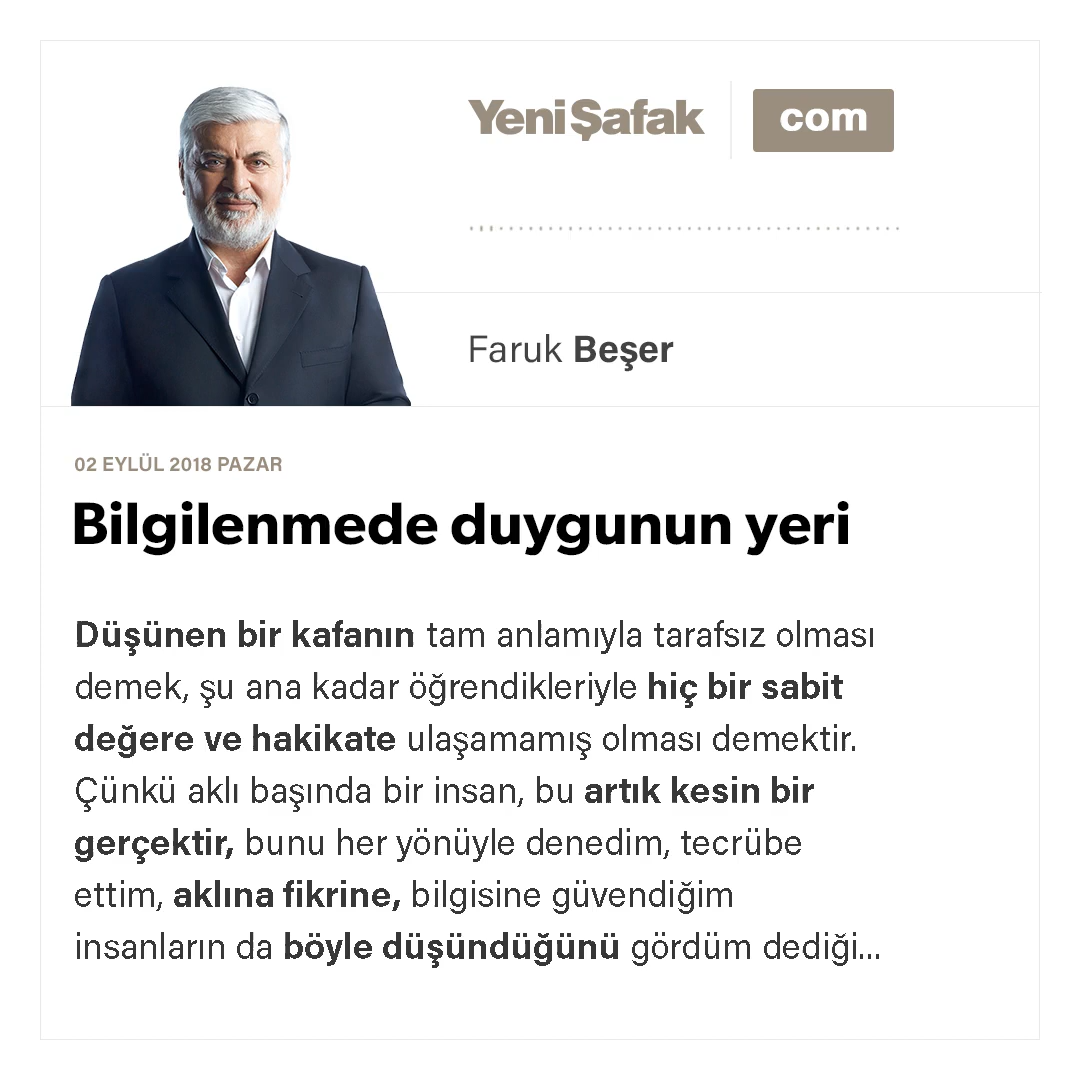 YeniŞafak com
Faruk Beşer
02 EYLÜL 2018 PAZAR
Bilgilenmede duygunun yeri
Düşünen bir kafanın tam anlamıyla tarafsız olması
demek, şu ana kadar öğrendikleriyle hiç bir sabit
değere ve hakikate ulaşamamış olması demektir.
Çünkü aklı başında bir insan, bu artık kesin bir
gerçektir, bunu her yönüyle denedim, tecrübe
ettim, aklına fikrine, bilgisine güvendiğim
insanların da böyle düşündüğünü gördüm dediği...